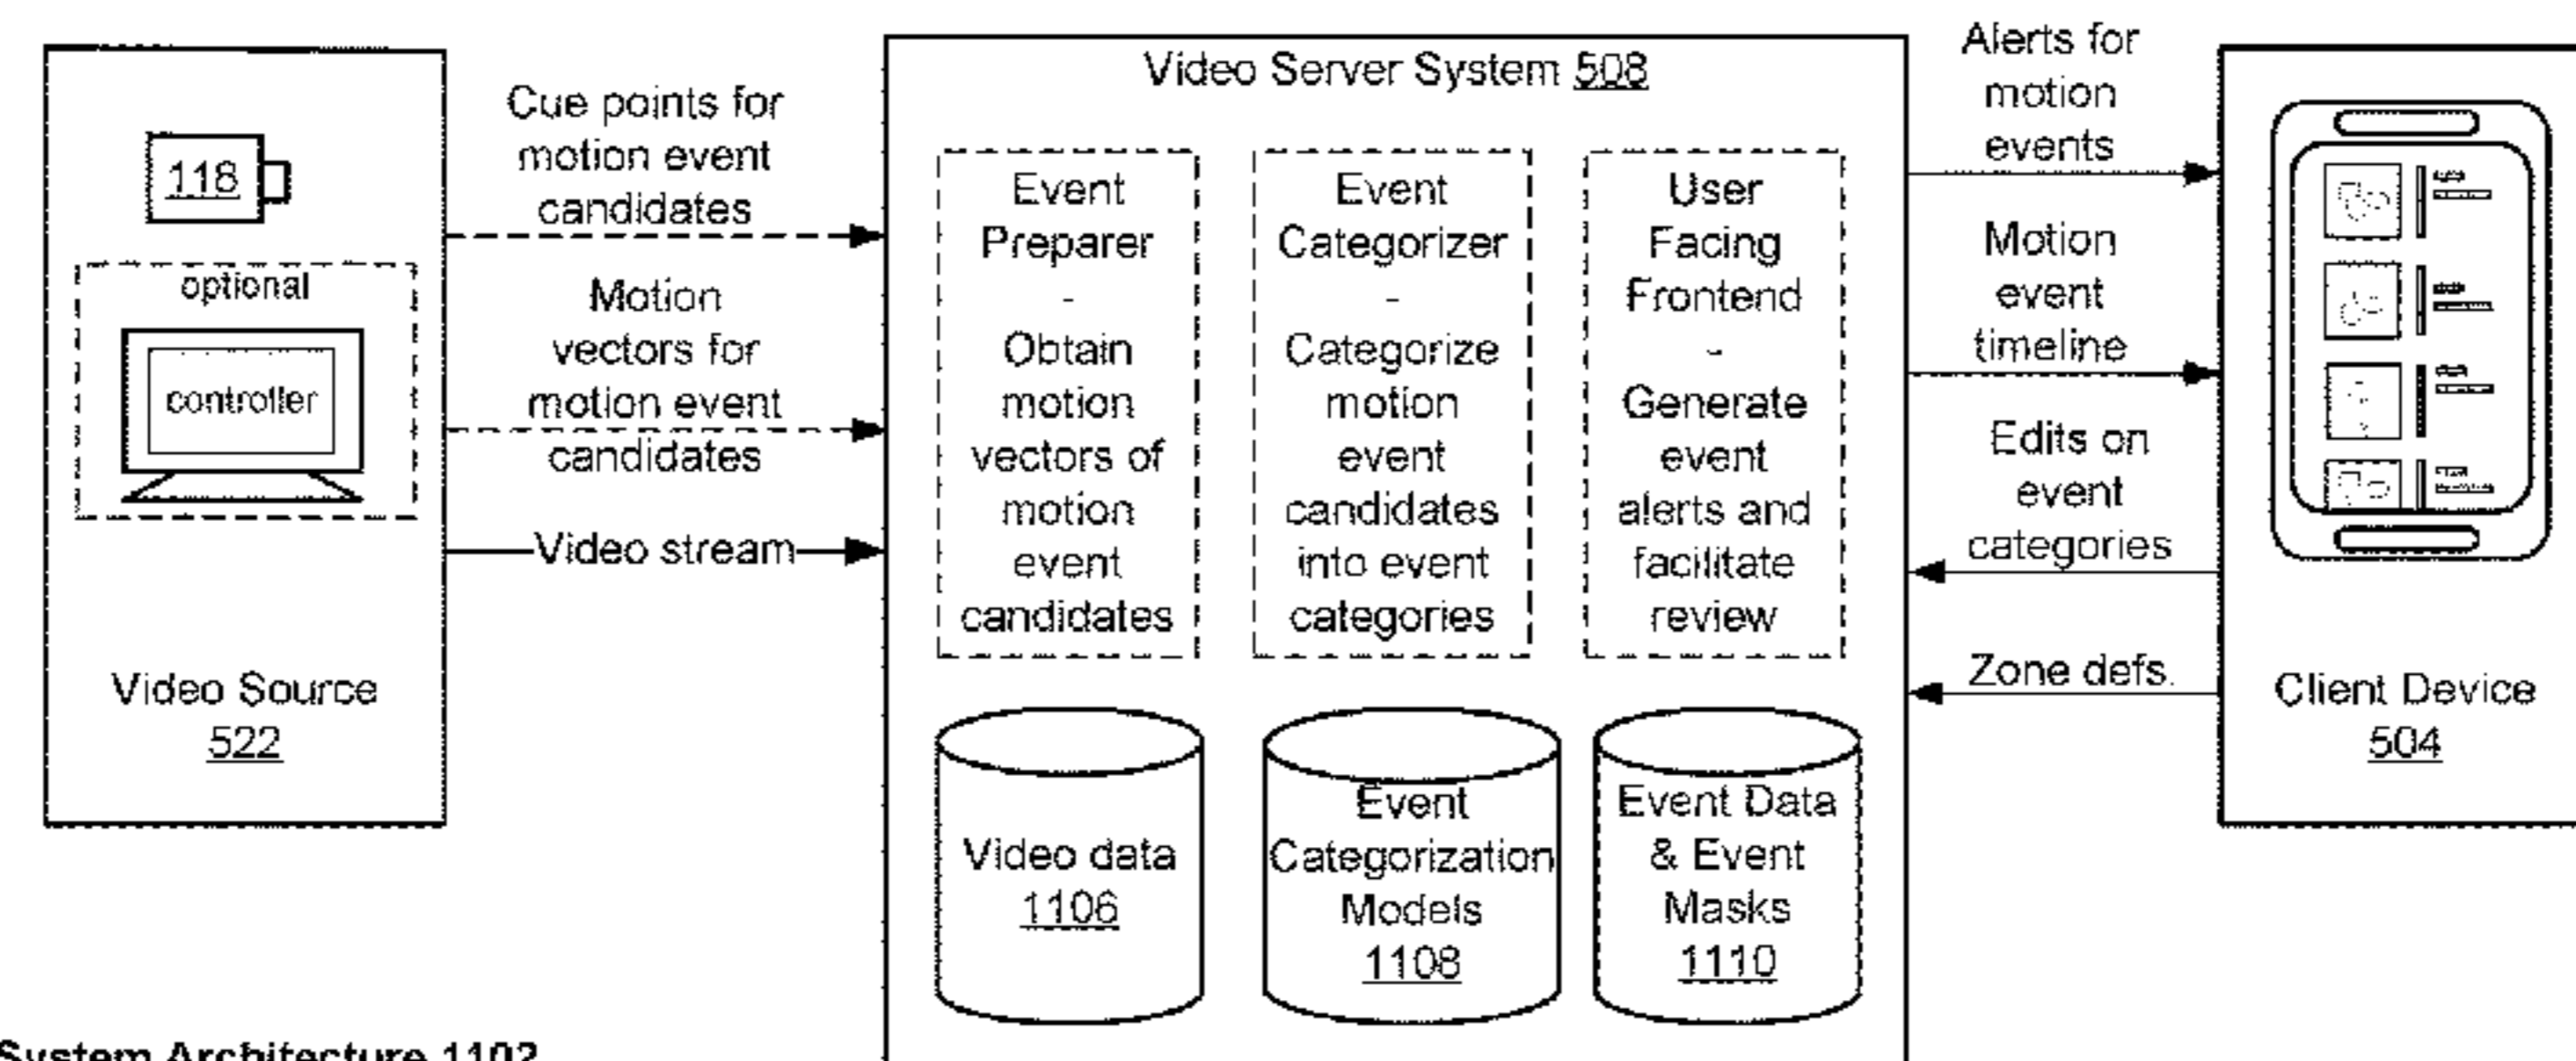 118
optional
controller
Video Source
522
Cue points for
motion event
candidates
Motion
vectors for
motion event
candidates
Video stream
Video Server System 508
Event
Preparer
-
Obtain
motion
vectors of
motion
event
candidates
Event
Categorizer
-
Categorize
motion
event
candidates
into event
categories
User
Facing
Frontend
-
Generate
event
alerts and
facilitate
review
Video data
1106
Event
Categorization
Models
1108
Event Data
& Event
Masks
1110
Alerts for
motion
events
Motion
event
timeline
Edits on
event
categories
Zone defs.
Client Device
504
System Architecture 1102